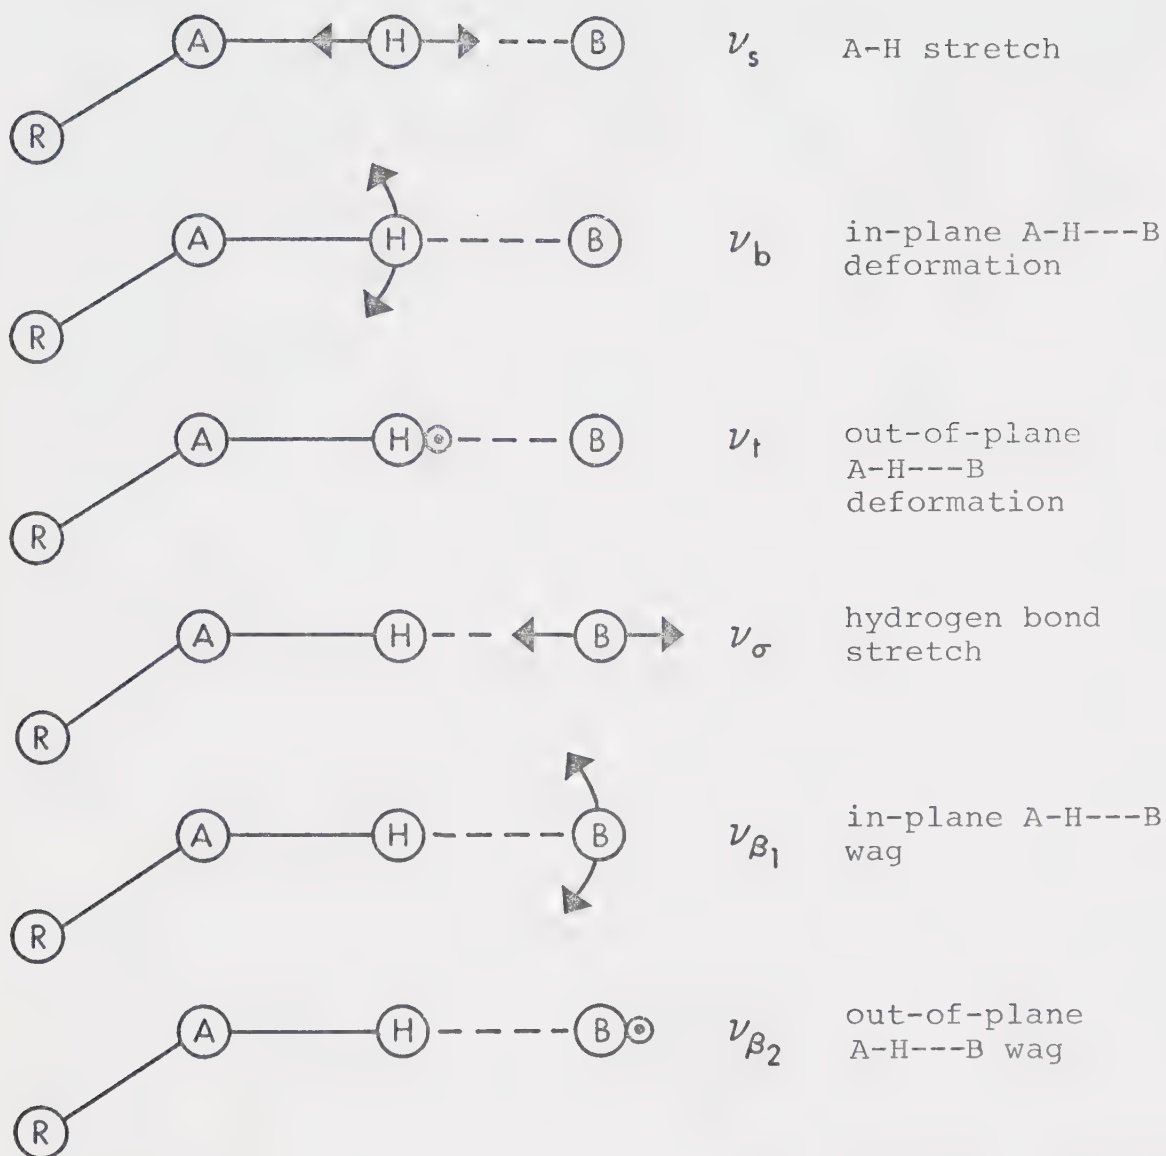 A H B ν_s A-H stretch
R
A H B ν_b in-plane A-H---B
deformation
R
A H B ν_t out-of-plane
A-H---B
deformation
R
A H B ν_σ hydrogen bond
stretch
R
A H B ν_β₁ in-plane A-H---B
wag
R
A H B ν_β₂ out-of-plane
A-H---B wag
R